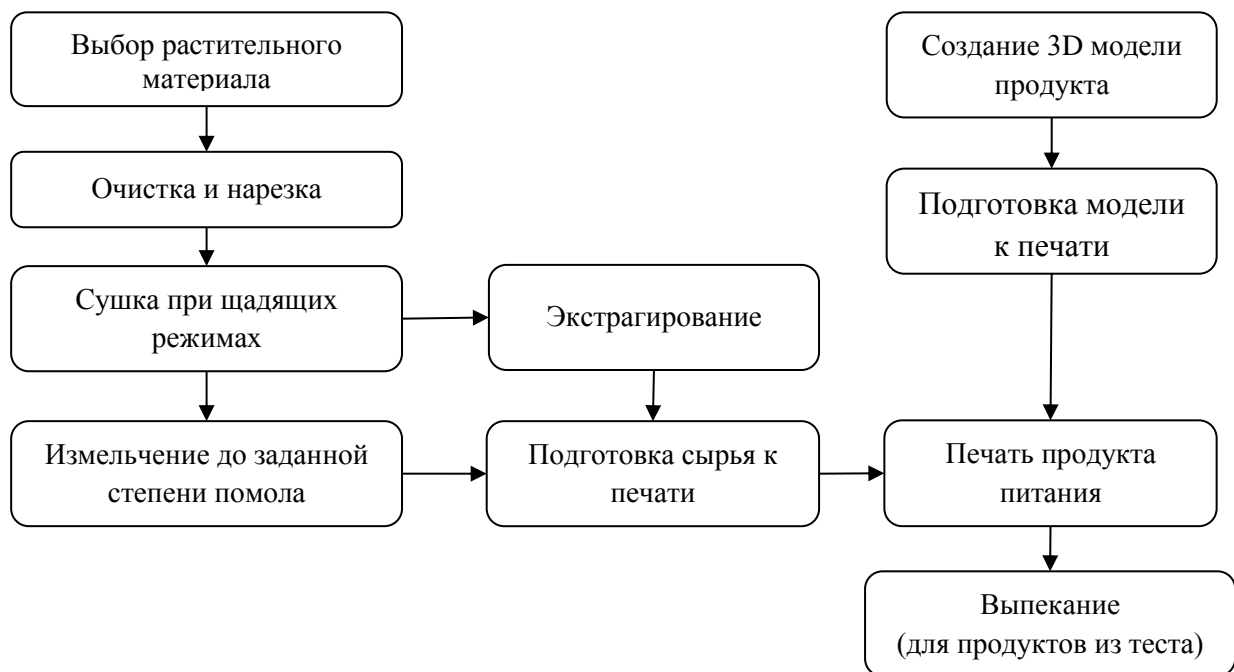 Выбор растительного
материала
Очистка и нарезка
Сушка при щадящих
режимах
Измельчение до заданной
степени помола
Экстрагирование
Подготовка сырья к
печати
Создание 3D модели
продукта
Подготовка модели
к печати
Печать продукта
питания
Выпекание
(для продуктов из теста)